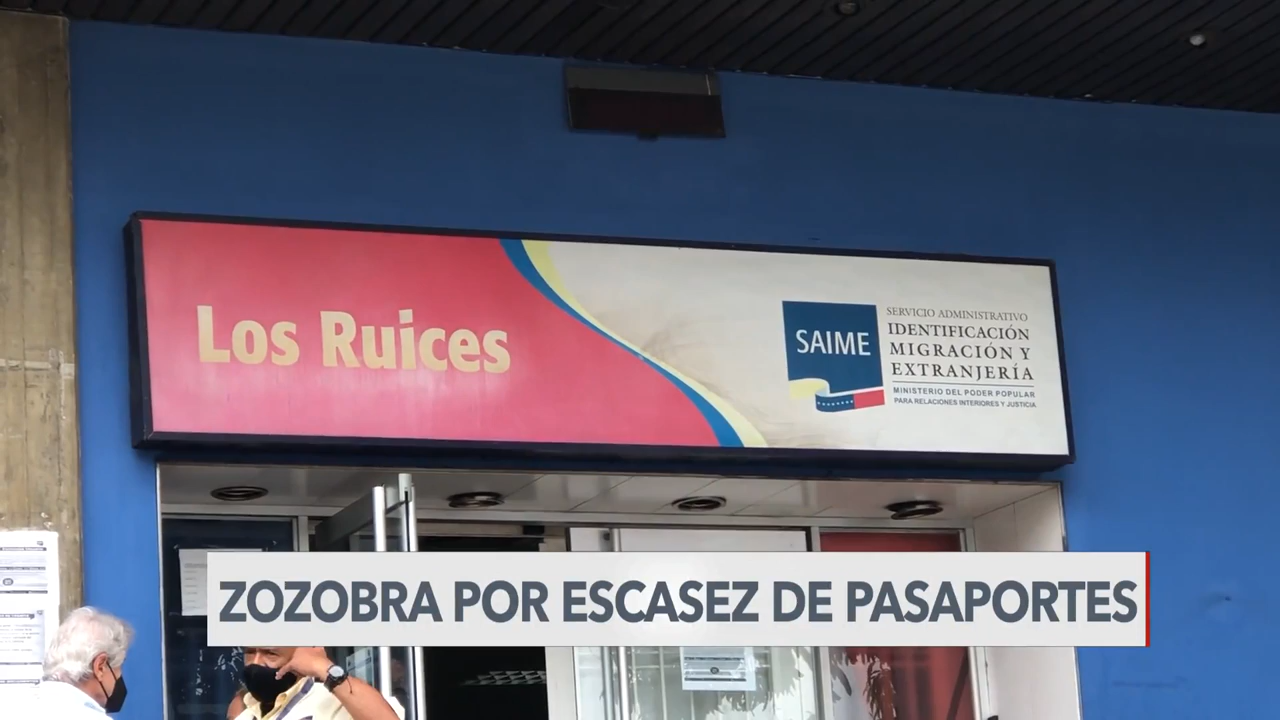 Los Ruices
SAIME
SERVICIO ADMINISTRATIVO
IDENTIFICACIÓN
MIGRACIÓN Y
EXTRANJERÍA
MINISTERIO DEL PODER POPULAR
PARA RELACIONES INTERIORES Y JUSTICIA
ZOZOBRA POR ESCASEZ DE PASAPORTES